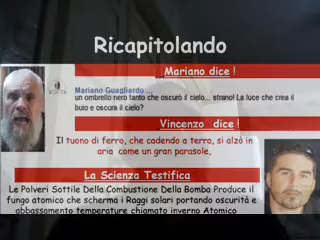 Ricapitolando
Mariano dice !
Mariano Guagliardo ...
un ombrello nero tanto che oscurò il cielo... strano! La luce che crea il
buio e oscura il cielo?
Vincenzo dice !
Il tuono di ferro, che cadendo a terra, si alzò in
aria come un gran parasole,
La Scienza Testifica
Le Polveri Sottile Della Combustione Della Bomba Produce il
fungo atomico che scherma i Raggi solari portando oscurità e
abbassamento temperature chiamato inverno Atomico